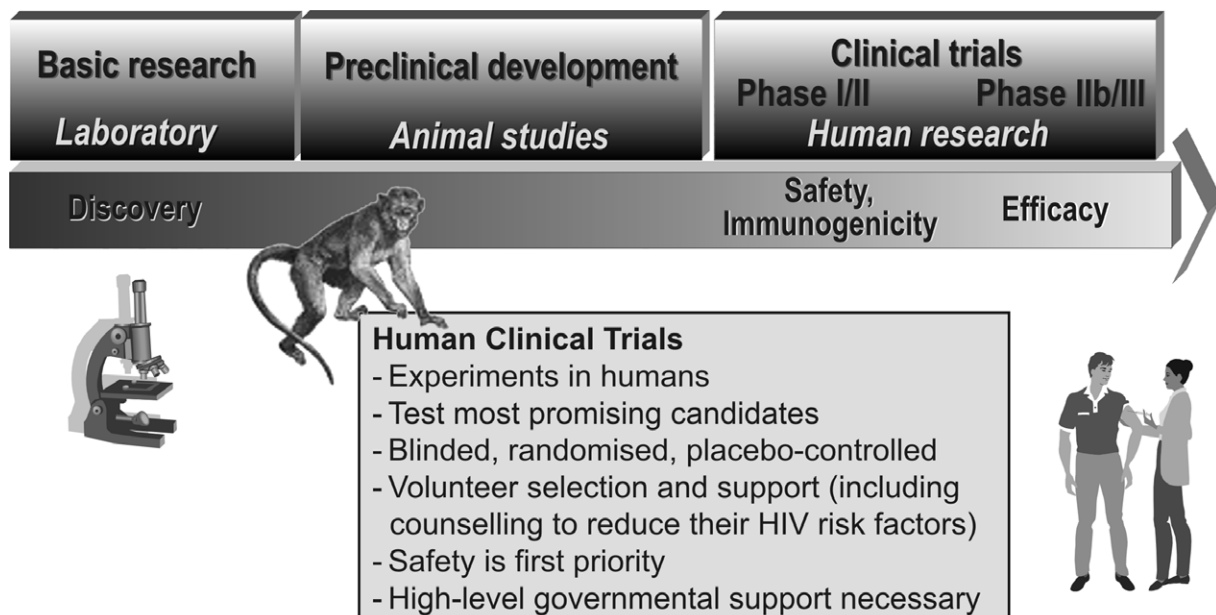 Basic research
Laboratory
Preclinical development
Animal studies
Clinical trials
Phase I/II Phase IIb/III
Human research
Discovery
Safety,
Immunogenicity
Efficacy
Human Clinical Trials
- Experiments in humans
- Test most promising candidates
- Blinded, randomised, placebo-controlled
- Volunteer selection and support (including
counselling to reduce their HIV risk factors)
- Safety is first priority
- High-level governmental support necessary